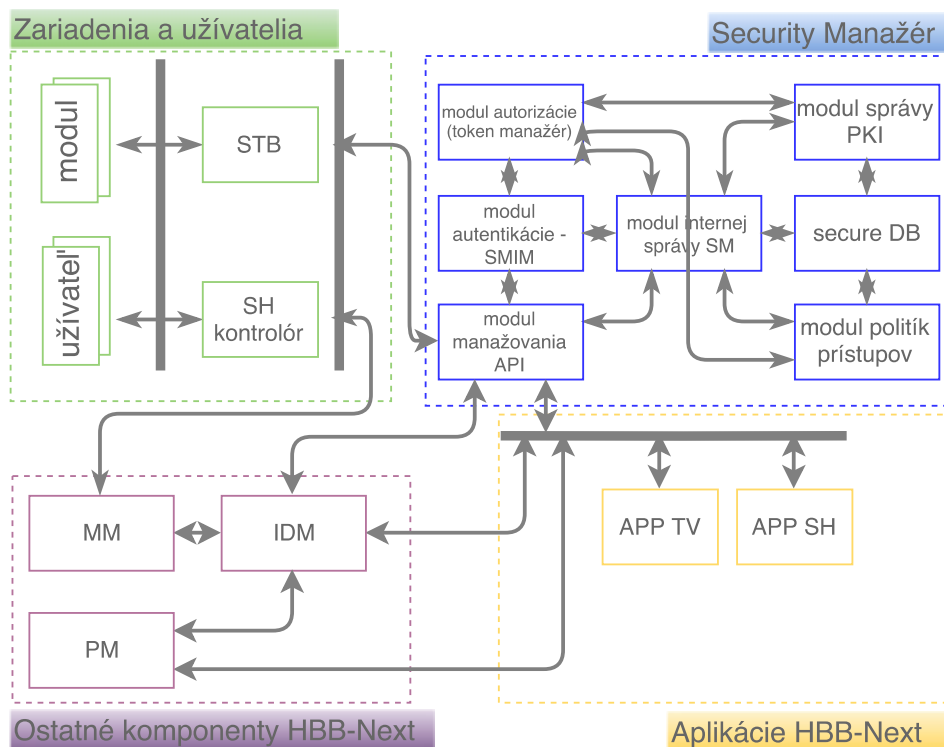 Zariadenia a užívatelia
modul
STB
užívateľ
SH
kontrolór
Security Manažér
modul autorizácie
(token manažér)
modul správy
PKI
modul
autentikácie -
SMIM
modul internej
správy SM
secure DB
modul
manažovania
API
modul politík
prístupov
MM
IDM
PM
Ostatné komponenty HBB-Next
APP TV
APP SH
Aplikácie HBB-Next